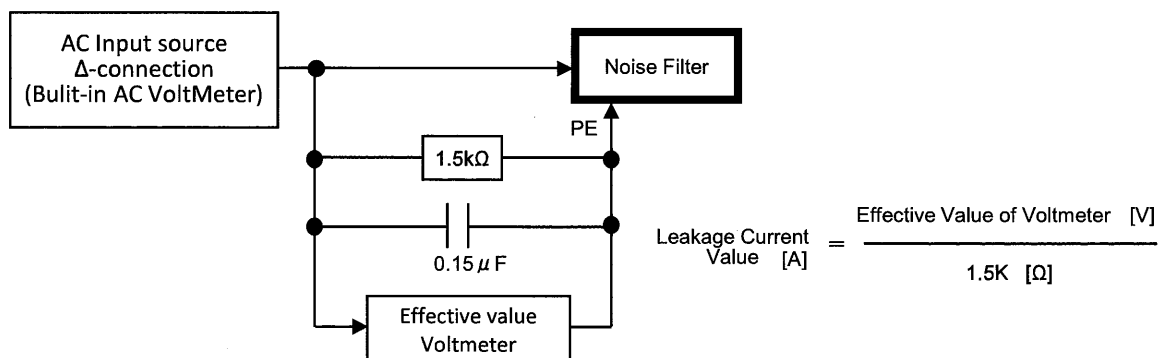 AC Input source
Δ-connection
(Bulit-in AC VoltMeter)
Noise Filter
PE
1.5kΩ
0.15μF
Effective value
Voltmeter
Leakage Current
Value [A]
=
Effective Value of Voltmeter [V]
1.5K [Ω]